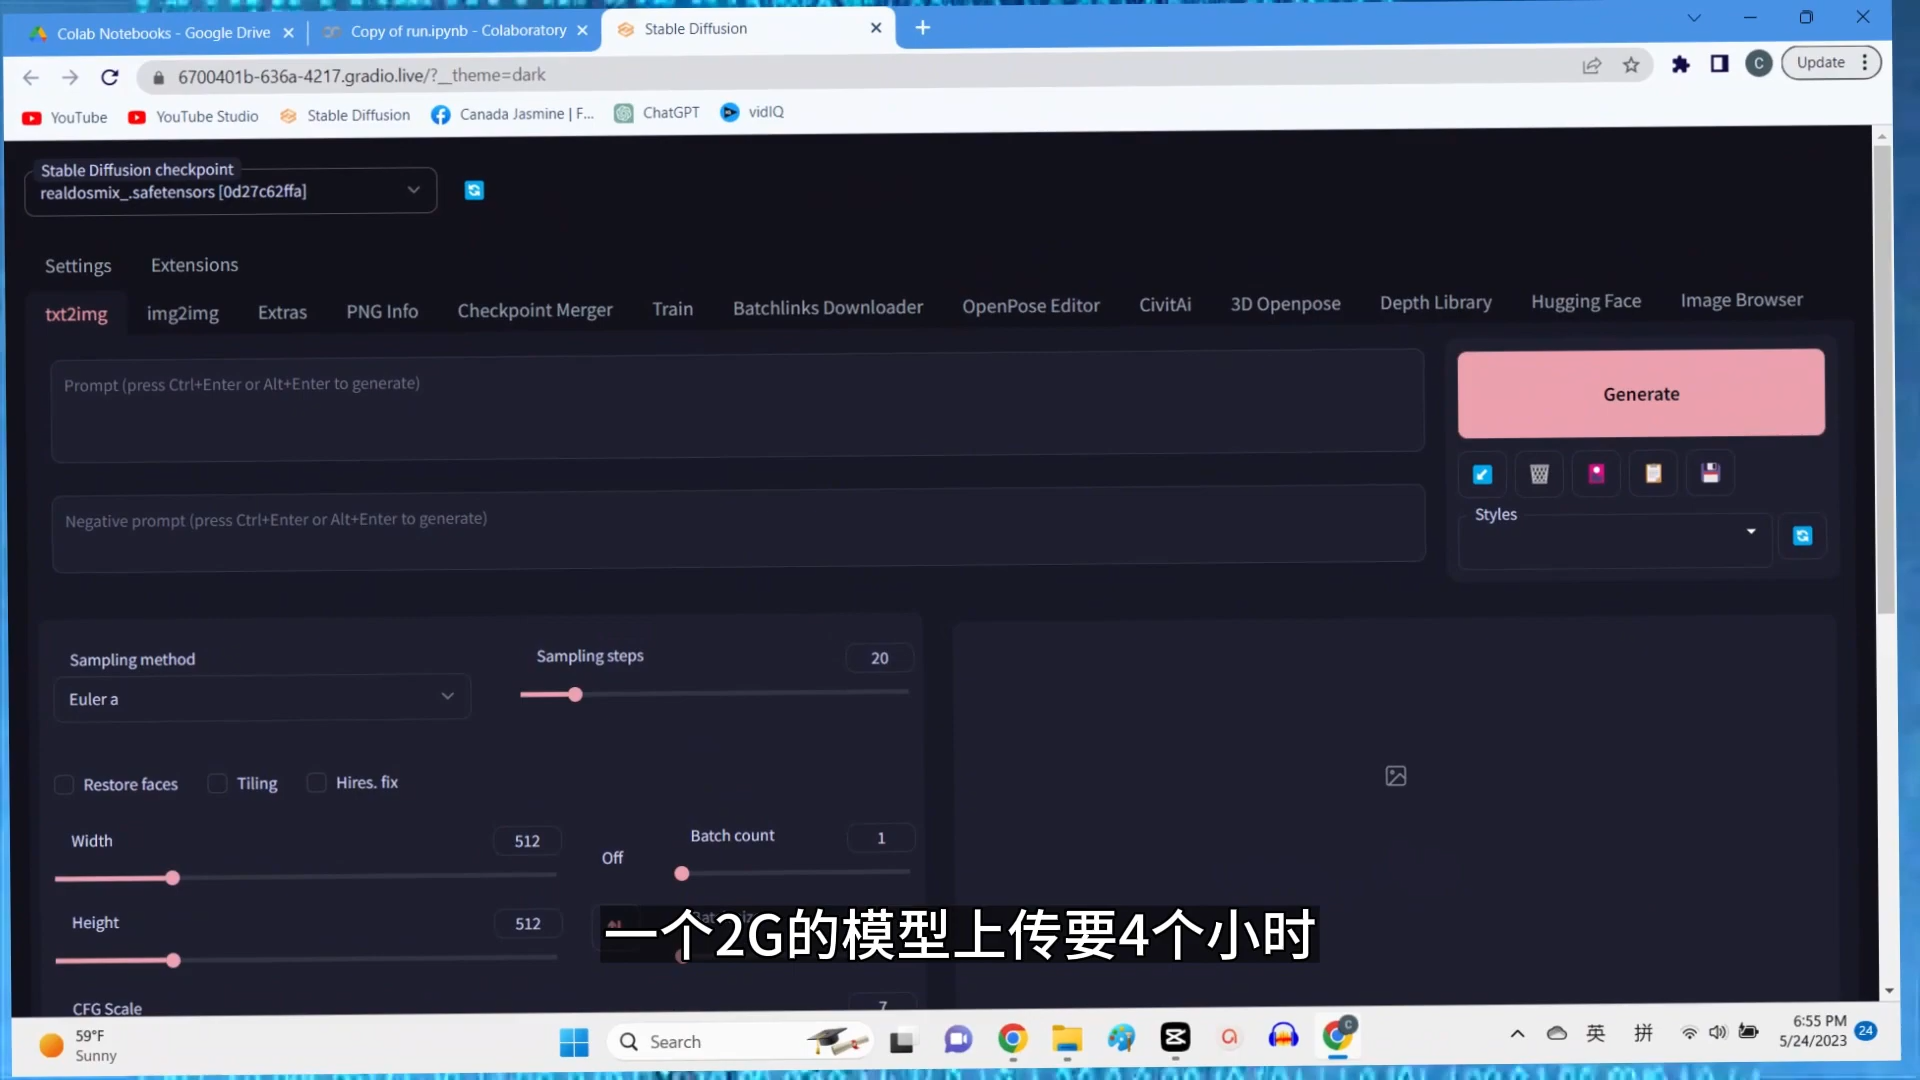 Colab Notebooks - Google Drive
Copy of run.ipynb - Colaboratory
Stable Diffusion
6700401b-636a-4217.gradio.live/?__theme=dark
C
Update
YouTube
YouTube Studio
Stable Diffusion
Canada Jasmine | F...
ChatGPT
vidIQ
Stable Diffusion checkpoint
realdosmix_.safetensors [0d27c62ffa]
Settings
Extensions
txt2img
img2img
Extras
PNG Info
Checkpoint Merger
Train
Batchlinks Downloader
OpenPose Editor
CivitAi
3D Openpose
Depth Library
Hugging Face
Image Browser
Prompt (press Ctrl+Enter or Alt+Enter to generate)
Generate
Negative prompt (press Ctrl+Enter or Alt+Enter to generate)
Styles
Sampling method
Euler a
Sampling steps
20
Restore faces
Tiling
Hires. fix
Width
512
Off
Batch count
1
Height
512
一个2G的模型上传要4个小时
CFG Scale
7
59°F
Sunny
Search
C
英
拼
6:55 PM
5/24/2023
24